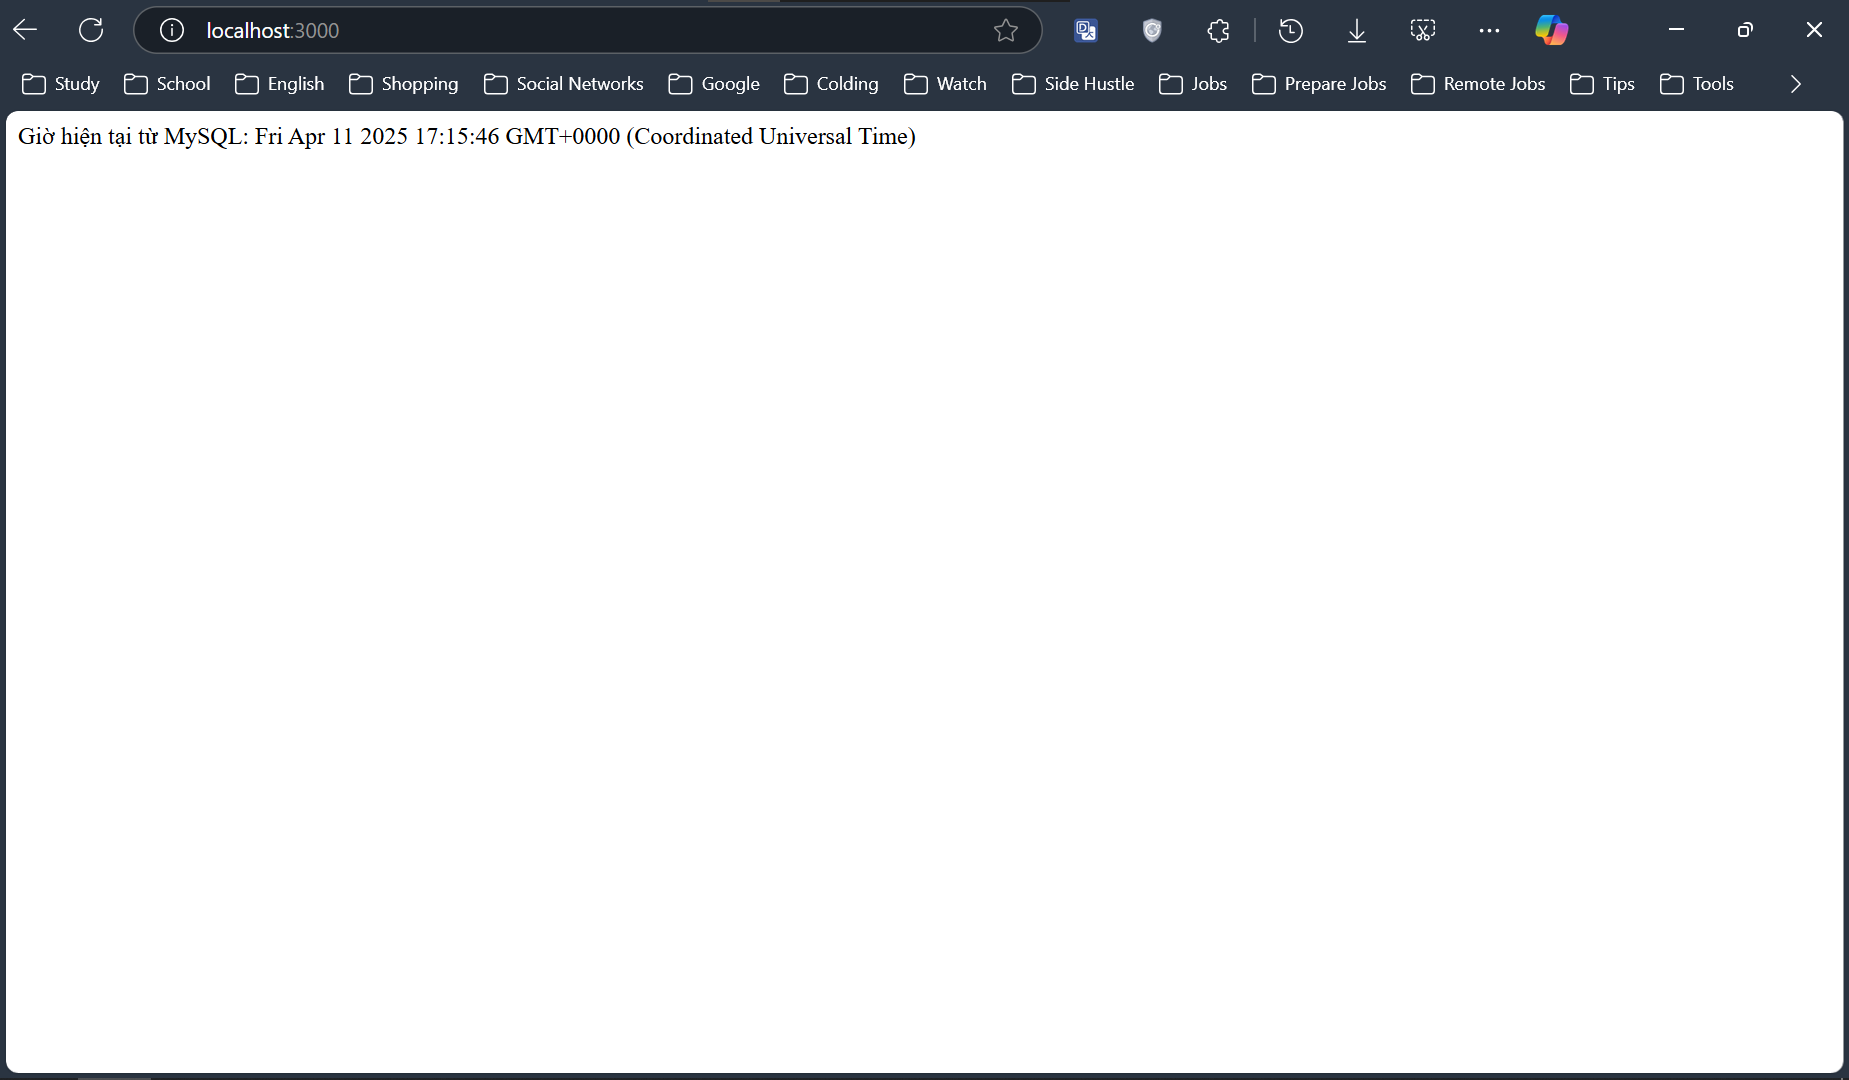 localhost:3000
Study School English Shopping Social Networks Google Colding Watch Side Hustle Jobs Prepare Jobs Remote Jobs Tips Tools
Giờ hiện tại từ MySQL: Fri Apr 11 2025 17:15:46 GMT+0000 (Coordinated Universal Time)